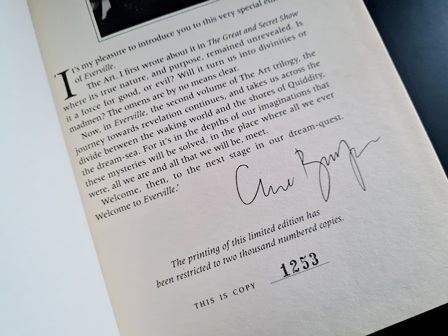 It's my pleasure to introduce you to this very special
of Everville.
The Art. I first wrote about it in The Great and Secret Show
where its true nature, and purpose, remained unrevealed. Is
it a force for good, or evil? Will it turn us into divinities or
madmen? The omens are by no means clear.
Now, in Everville, the second volume of The Art trilogy, the
journey towards revelation continues, and takes us across the
divide between the waking world and the shores of Quiddity,
the dream-sea. For it's in the depths of our imaginations that
these mysteries will be solved, in the place where all we ever
were, all we are and all that we will be, meet.
Welcome, then, to the next stage in our dream-quest.
Welcome to Everville.'
Clive Barker
The printing of this limited edition has
been restricted to two thousand numbered copies.
THIS IS COPY 1253